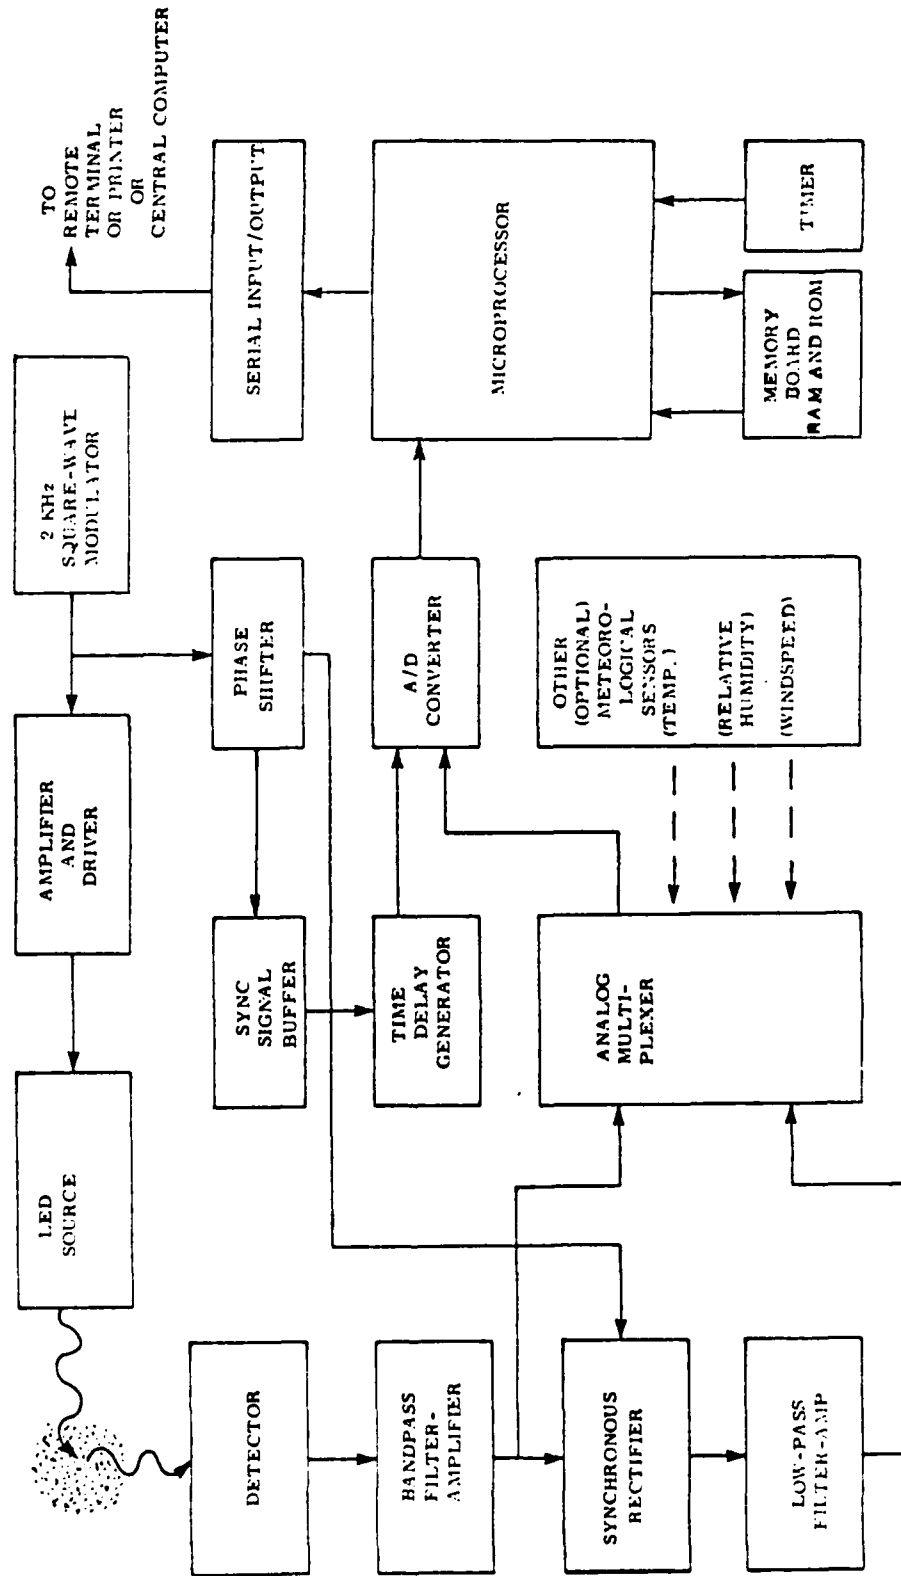 LED
SOURCE
AMPLIFIER
AND
DRIVER
2 KHz
SQUARE-WAVE
MODULATOR
TO
REMOTE
TERMINAL
OR PRINTER
OR
CENTRAL COMPUTER
DETECTOR
SYNC
SIGNAL
BUFFER
PHASE
SHIFTER
SERIAL INPUT/OUTPUT
BANDPASS
FILTER-
AMPLIFIER
TIME
DELAY
GENERATOR
A/D
CONVERTER
MICROPROCESSOR
SYNCHRONOUS
RECTIFIER
ANALOG
MULTI-
PLEXER
OTHER
(OPTIONAL)
METEORO-
LOGICAL
SENSORS
(TEMP.)
(RELATIVE
HUMIDITY)
(WINDSPEED)
LOW-PASS
FILTER-AMP
MEMORY
BOARD
RAM AND ROM
TIMER